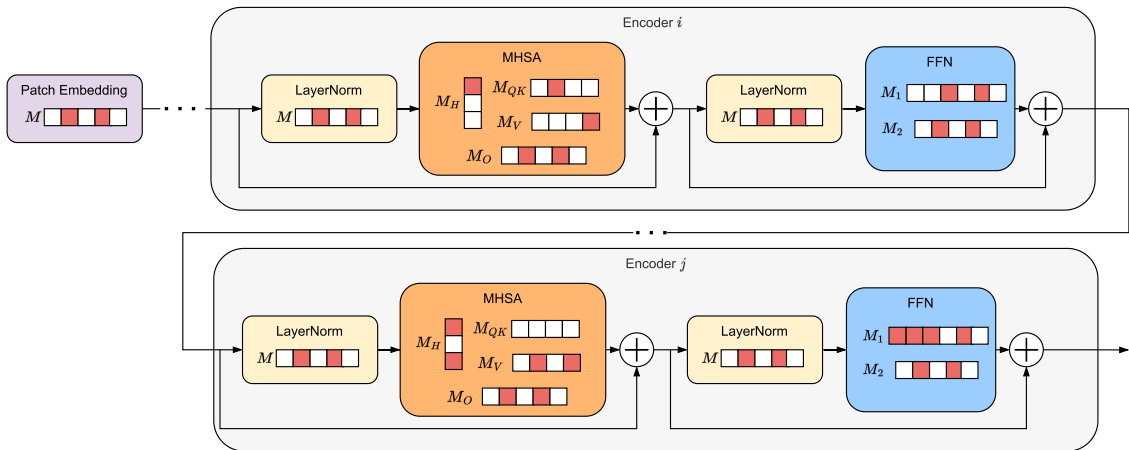 Encoder i
Patch Embedding
M
LayerNorm
M
MHSA
M_H
M_QK
M_V
M_O
LayerNorm
M
FFN
M_1
M_2
Encoder j
LayerNorm
M
MHSA
M_H
M_QK
M_V
M_O
LayerNorm
M
FFN
M_1
M_2